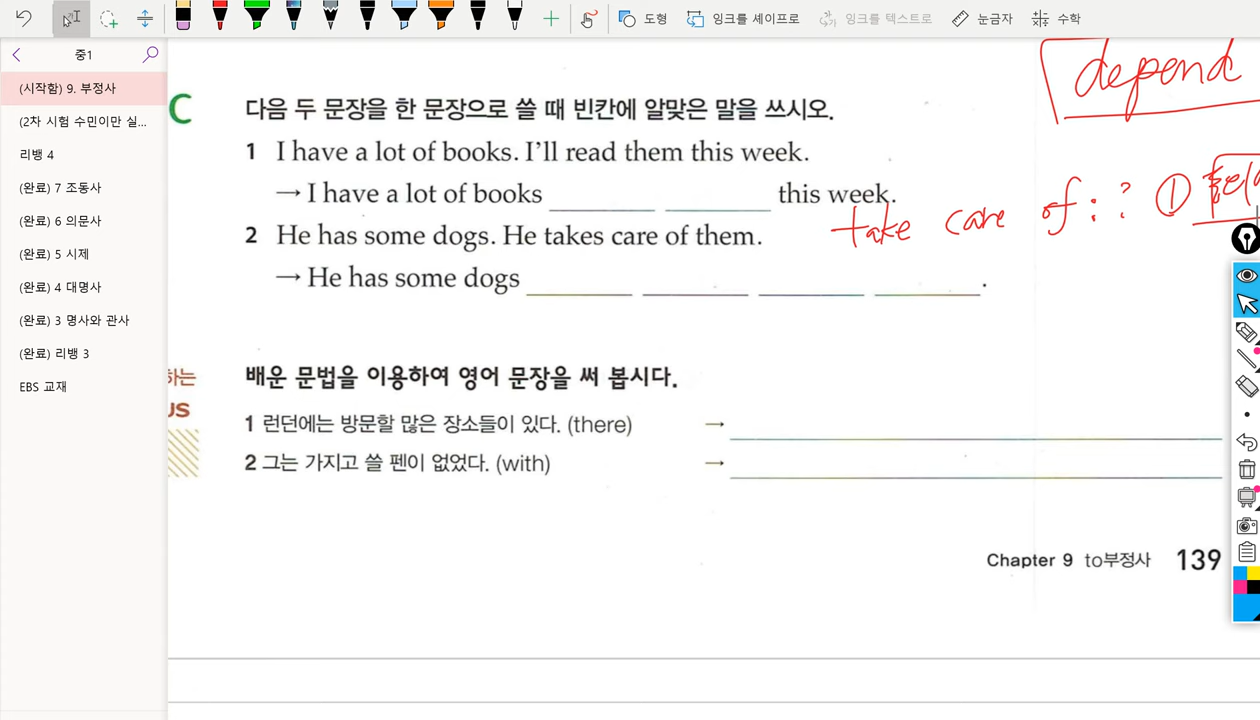 도형
잉크를 셰이프로
잉크를 텍스트로
눈금자
수학
중1
(시작함) 9. 부정사
(2차 시험 수민이만 실...
리뱅 4
(완료) 7 조동사
(완료) 6 의문사
(완료) 5 시제
(완료) 4 대명사
(완료) 3 명사와 관사
(완료) 리뱅 3
EBS 교재
depend
C 다음 두 문장을 한 문장으로 쓸 때 빈칸에 알맞은 말을 쓰시오.
1 I have a lot of books. I'll read them this week.
→ I have a lot of books this week.
take care of : ? ①
2 He has some dogs. He takes care of them.
→ He has some dogs .
하는
US
배운 문법을 이용하여 영어 문장을 써 봅시다.
1 런던에는 방문할 많은 장소들이 있다. (there) →
2 그는 가지고 쓸 펜이 없었다. (with) →
Chapter 9 to부정사 139